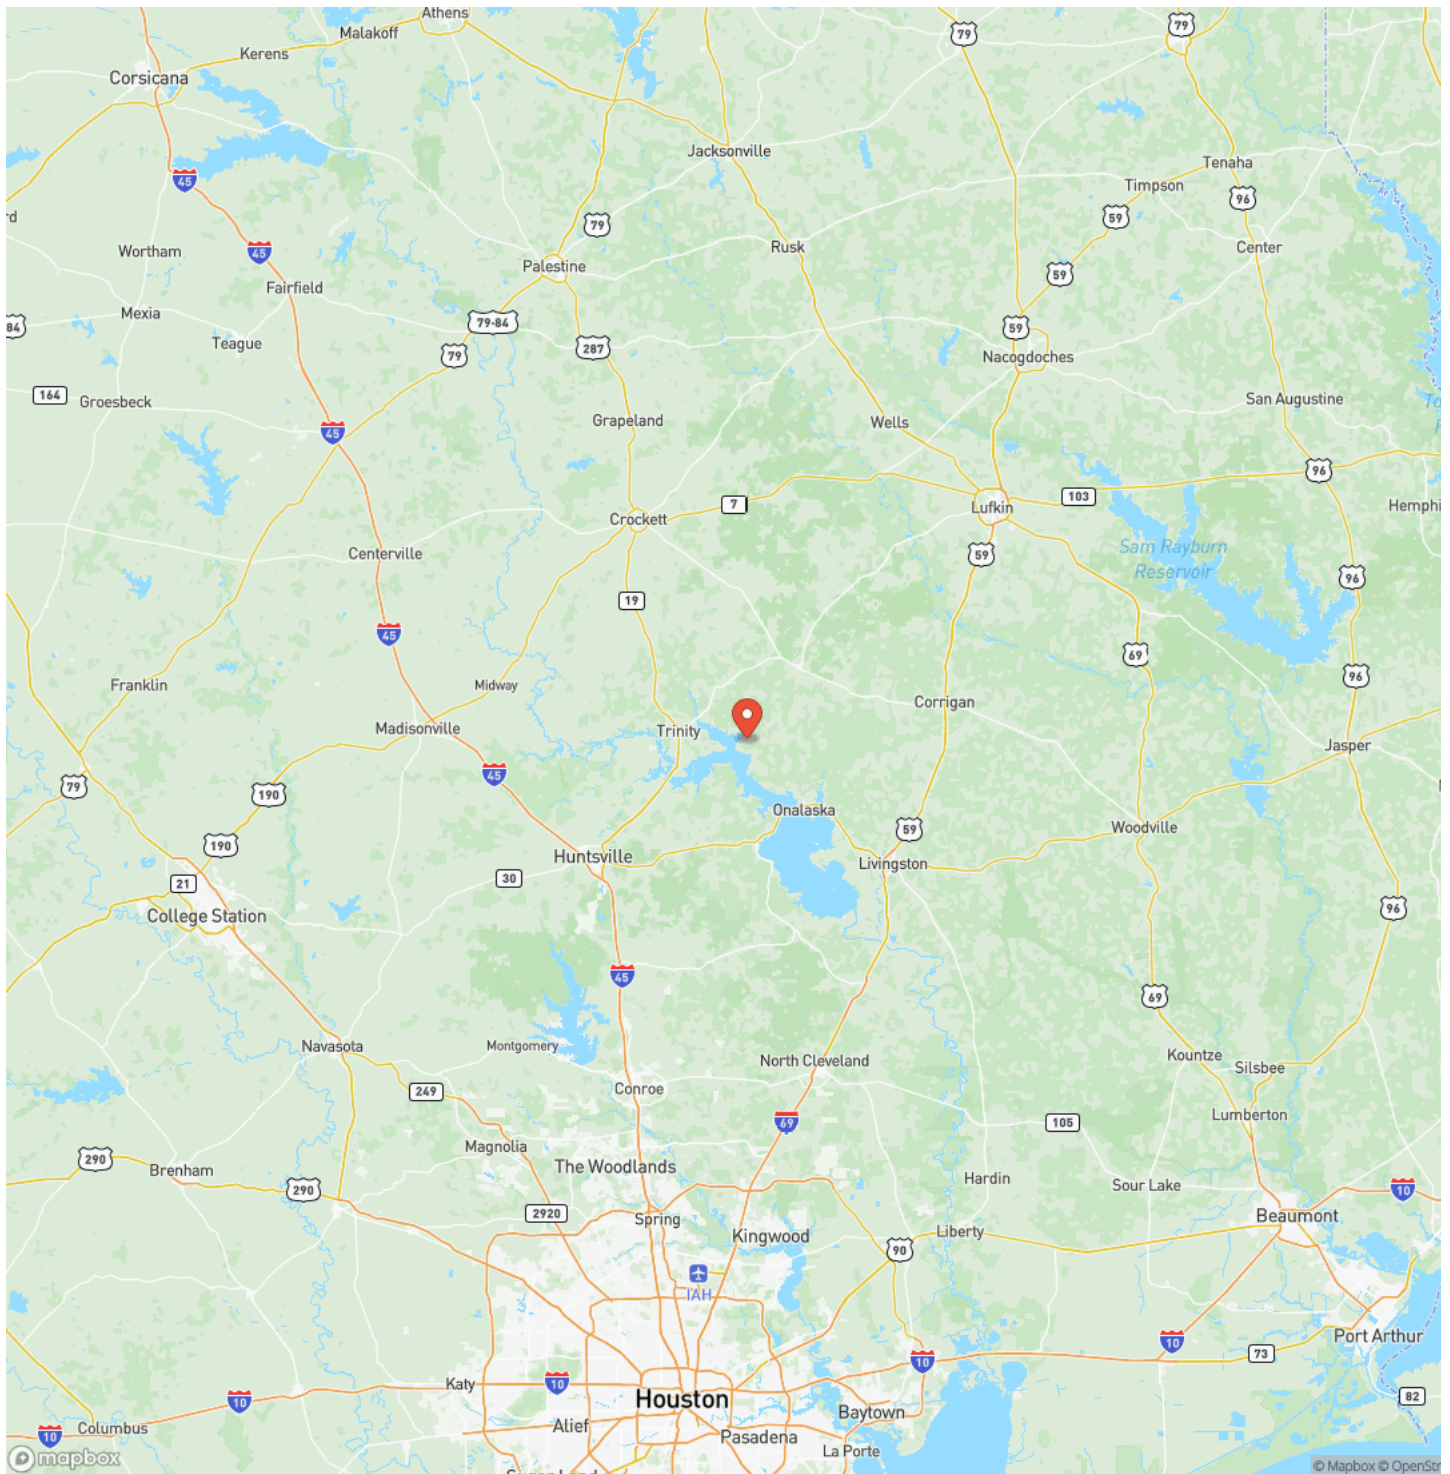 Athens
Malakoff
79
79
Kerens
Corsicana
Jacksonville
Tenaha
45
Timpson
96
59
79
rd
Wortham
45
Rusk
Center
Palestine
59
Fairfield
Mexia
84
79-84
59
Teague
287
79
Nacogdoches
164
Groesbeck
San Augustine
Grapeland
Wells
45
96
103
7
Lufkin
Hemphi
Crockett
Centerville
59
Sam Rayburn
Reservoir
96
19
45
69
96
Franklin
Midway
Corrigan
Madisonville
Trinity
Jasper
45
79
190
Onalaska
59
Woodville
190
Huntsville
Livingston
30
21
College Station
96
45
69
Navasota
Montgomery
North Cleveland
Kountze
Silsbee
Conroe
249
69
105
Lumberton
Magnolia
290
Brenham
The Woodlands
Hardin
Sour Lake
290
10
2920
Spring
Beaumont
Kingwood
Liberty
90
IAH
Port Arthur
10
10
73
Katy
10
10
82
Houston
Columbus
Alief
Baytown
10
Pasadena
La Porte
mapbox
© Mapbox © OpenStr